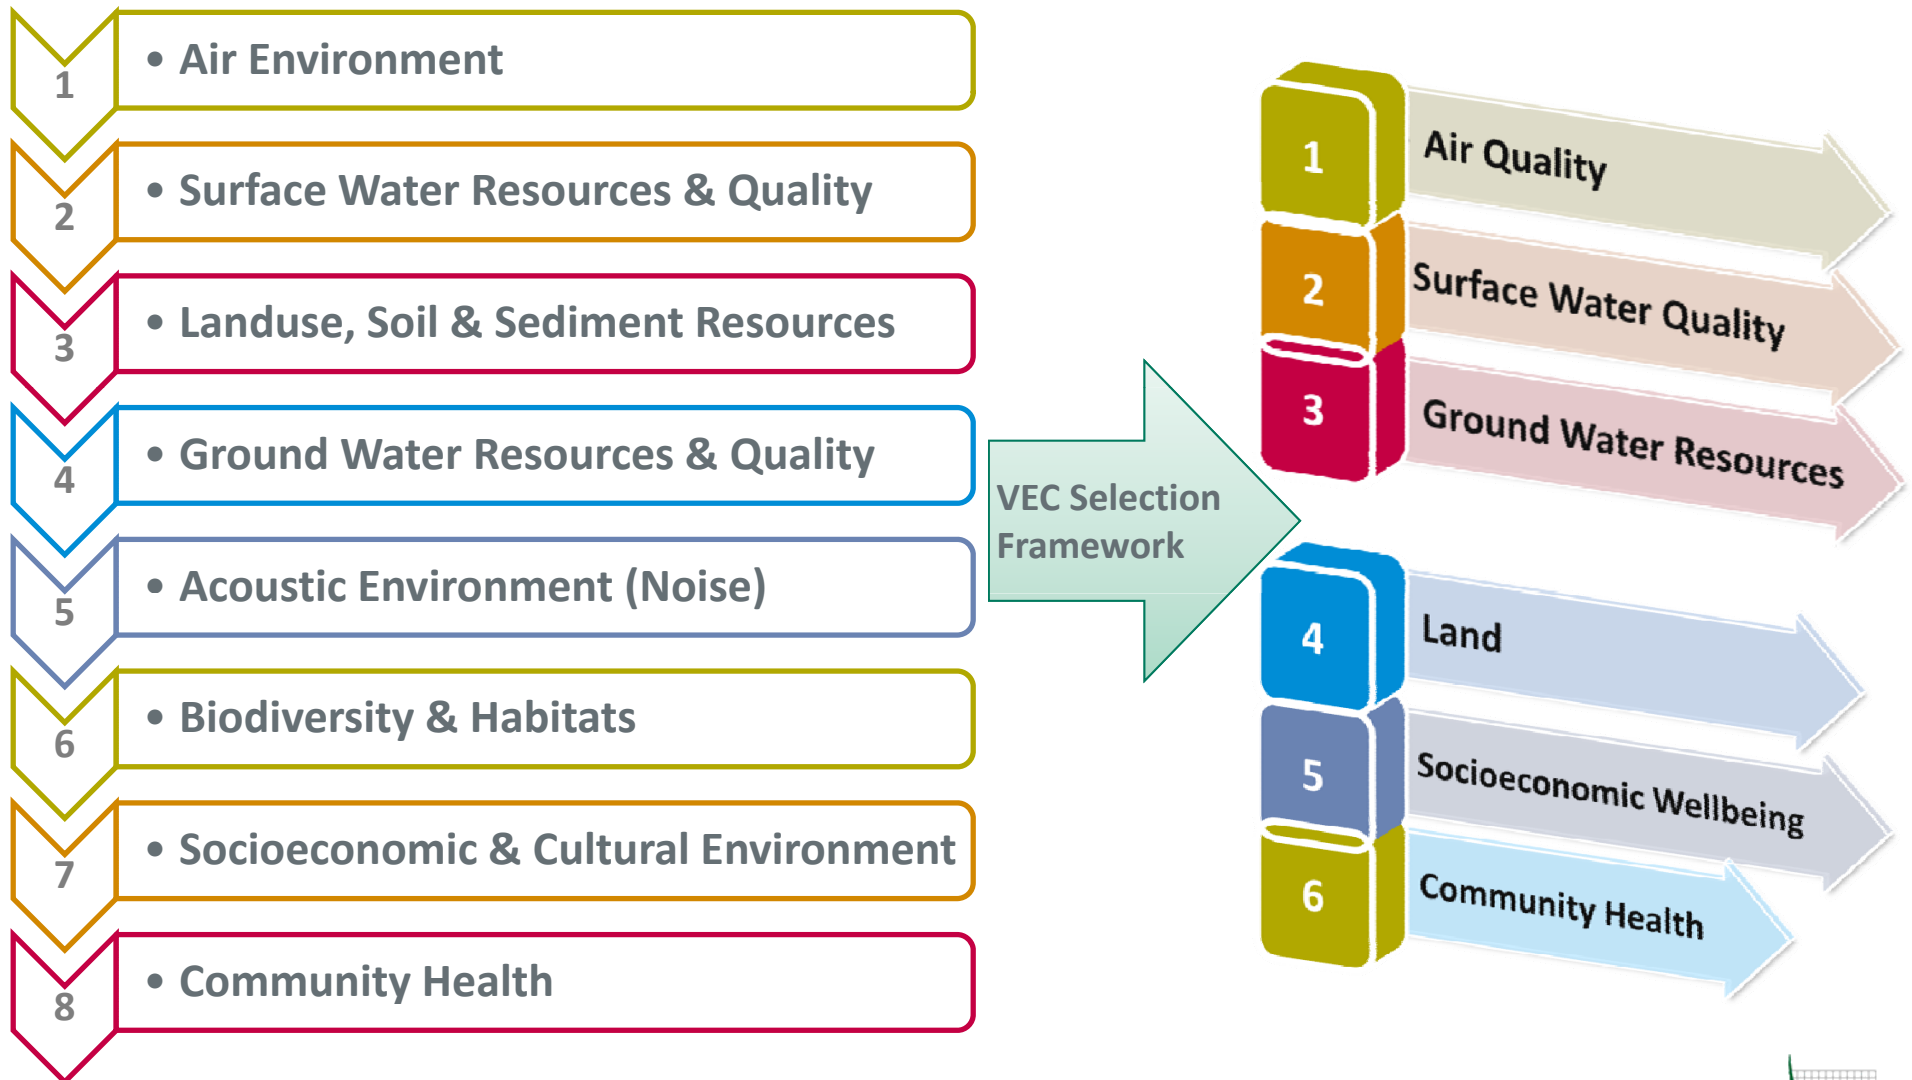 1
• Air Environment
2
• Surface Water Resources & Quality
3
• Landuse, Soil & Sediment Resources
4
• Ground Water Resources & Quality
5
• Acoustic Environment (Noise)
6
• Biodiversity & Habitats
7
• Socioeconomic & Cultural Environment
8
• Community Health
VEC Selection
Framework
1
Air Quality
2
Surface Water Quality
3
Ground Water Resources
4
Land
5
Socioeconomic Wellbeing
6
Community Health